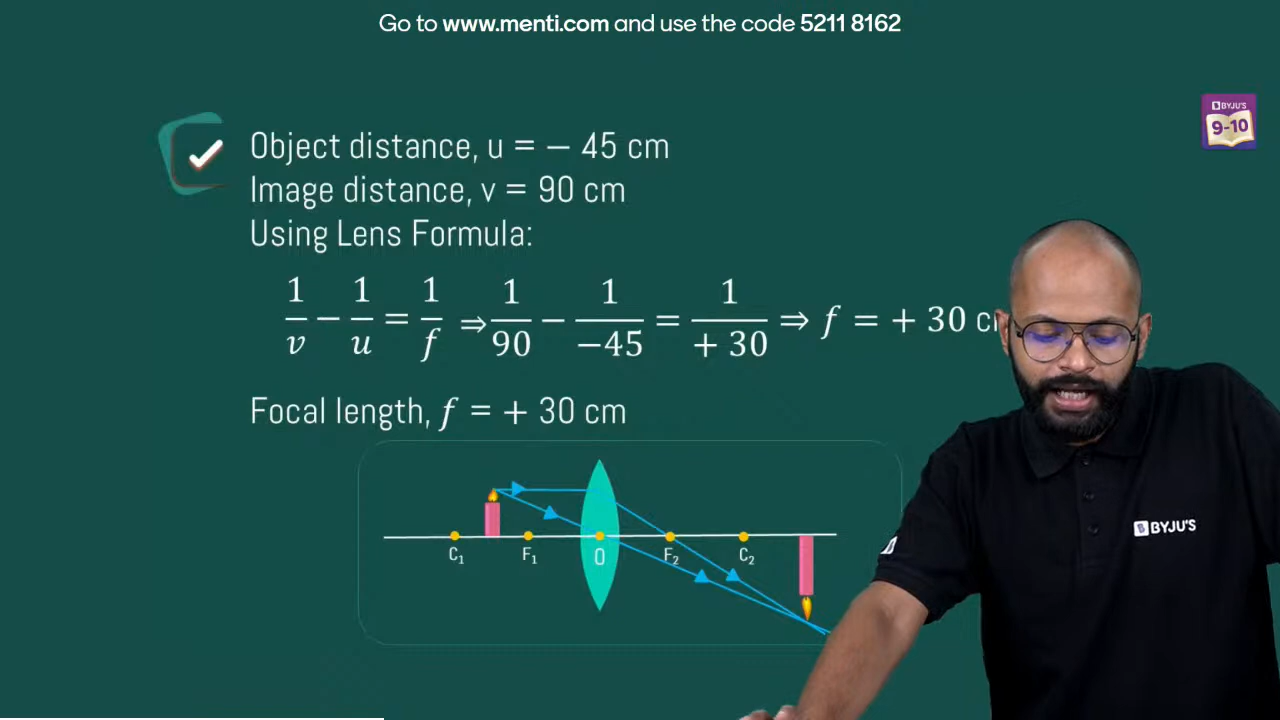 Go to www.menti.com and use the code 5211 8162
BYJU'S
9-10
Object distance, u = − 45 cm
Image distance, v = 90 cm
Using Lens Formula:
1/v − 1/u = 1/f ⇒ 1/90 − 1/−45 = 1/+ 30 ⇒ f = + 30
Focal length, f = + 30 cm
C₁ F₁ O F₂ C₂
BYJU'S